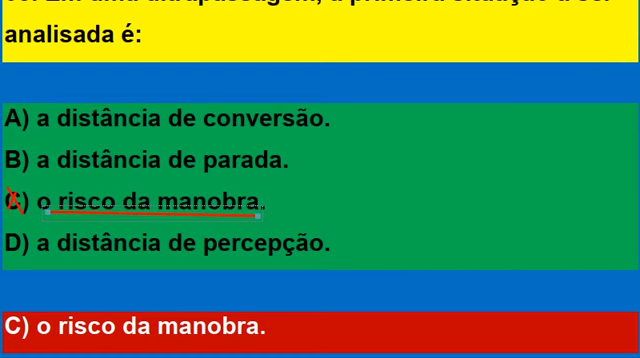 analisada é:
A) a distância de conversão.
B) a distância de parada.
C) o risco da manobra.
D) a distância de percepção.
C) o risco da manobra.